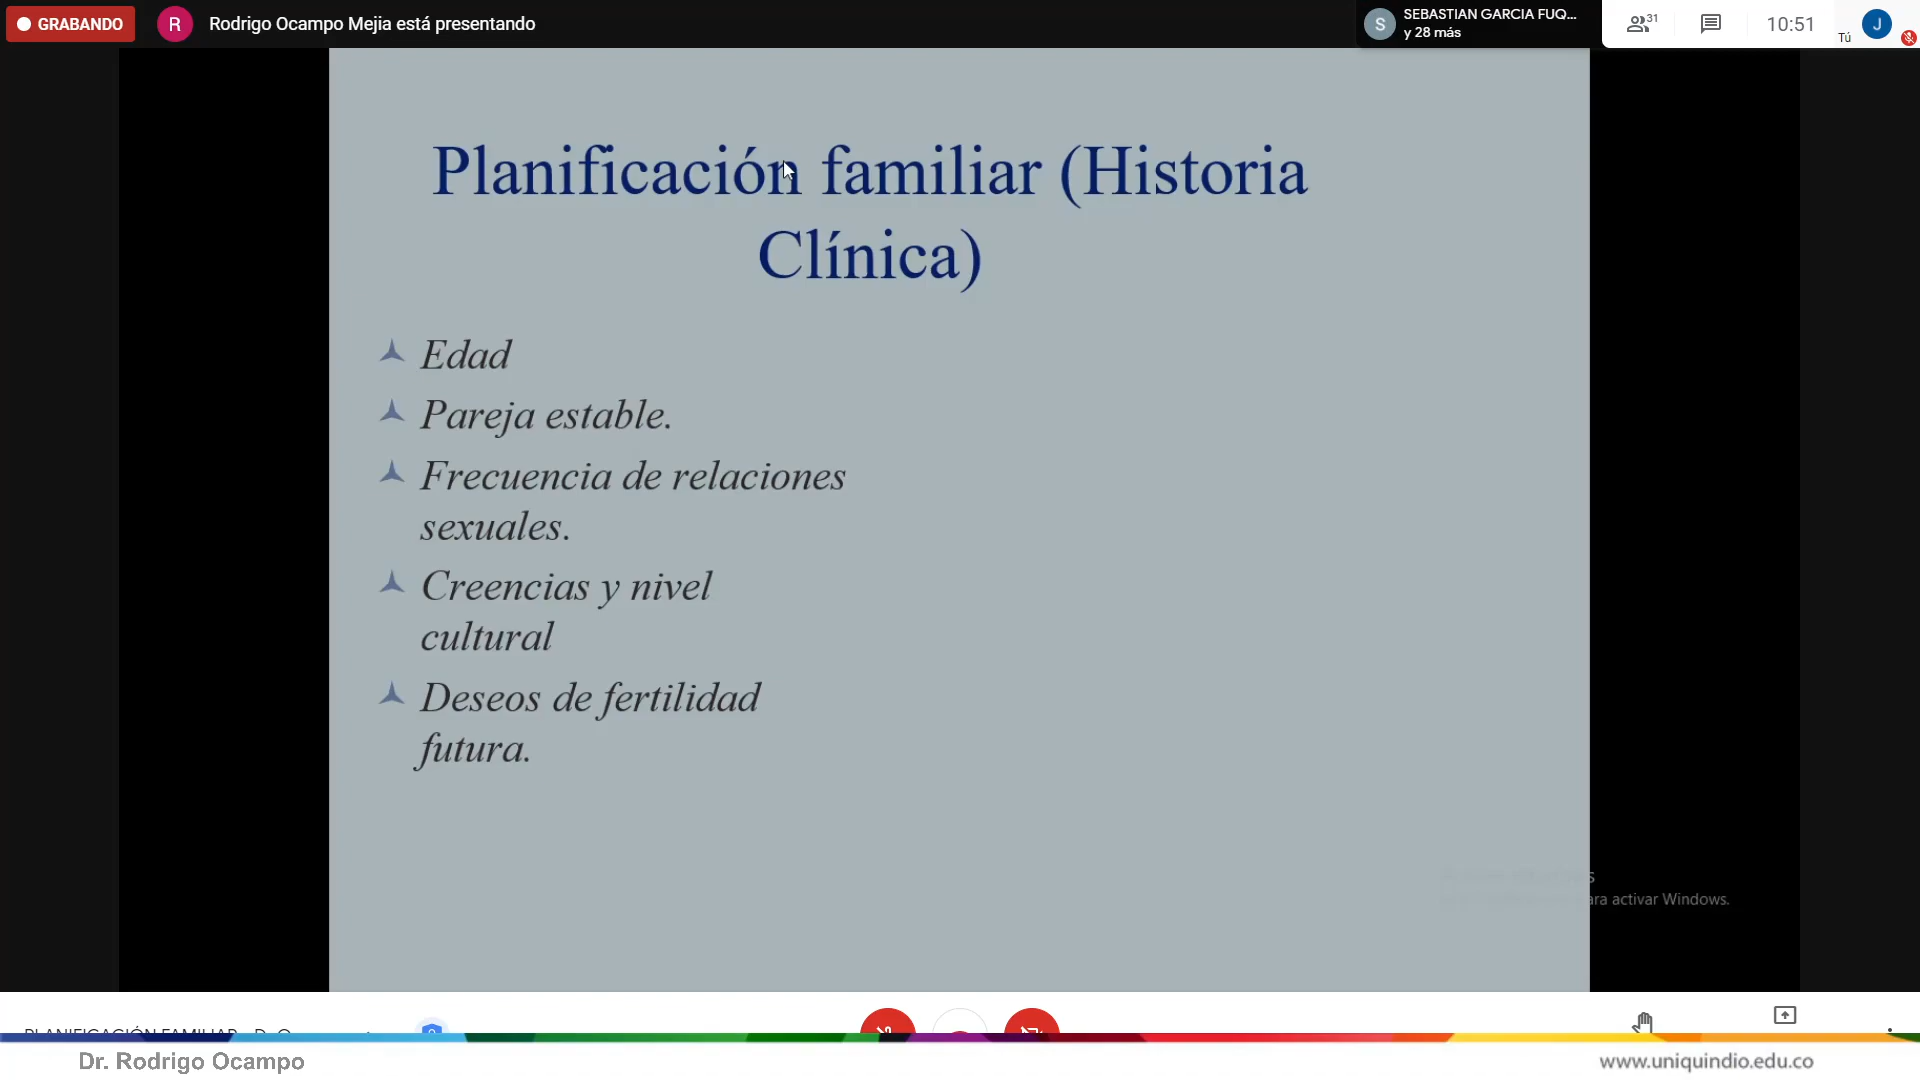 GRABANDO
R
Rodrigo Ocampo Mejia está presentando
S
SEBASTIAN GARCIA FUQ...
y 28 más
31
10:51
Tú
J
Planificación familiar (Historia
Clínica)
Edad
Pareja estable.
Frecuencia de relaciones
sexuales.
Creencias y nivel
cultural
Deseos de fertilidad
futura.
para activar Windows.
PLANIFICACIÓN FAMILIAR
Dr. Rodrigo Ocampo
www.uniquindio.edu.co